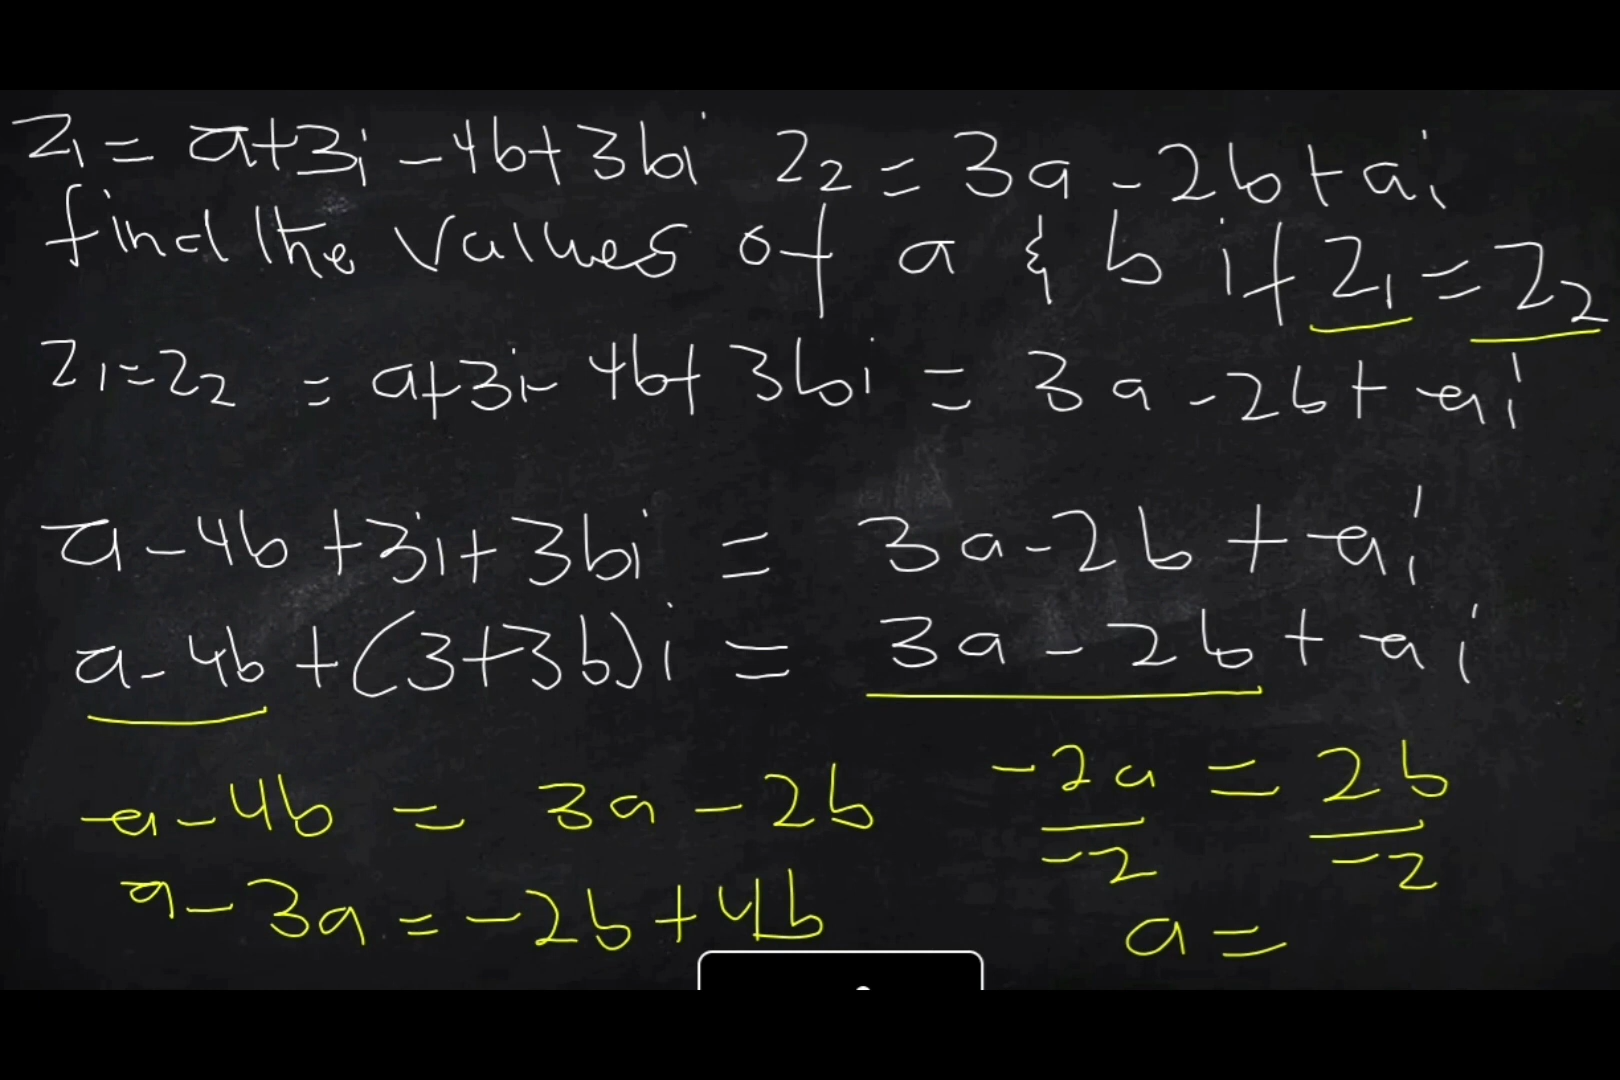 z₁ = a+3i -4b+3bi z₂ = 3a - 2b + ai
find the values of a & b if z₁ = z₂
z₁=z₂ = a+3i- 4b+ 3bi = 3a -2b+ ai
a-4b +3i+3bi = 3a-2b + ai
a-4b +(3+3b)i = 3a-2b + ai
a-4b = 3a-2b
a-3a = -2b+4b
-2a = 2b
-2 -2
a =